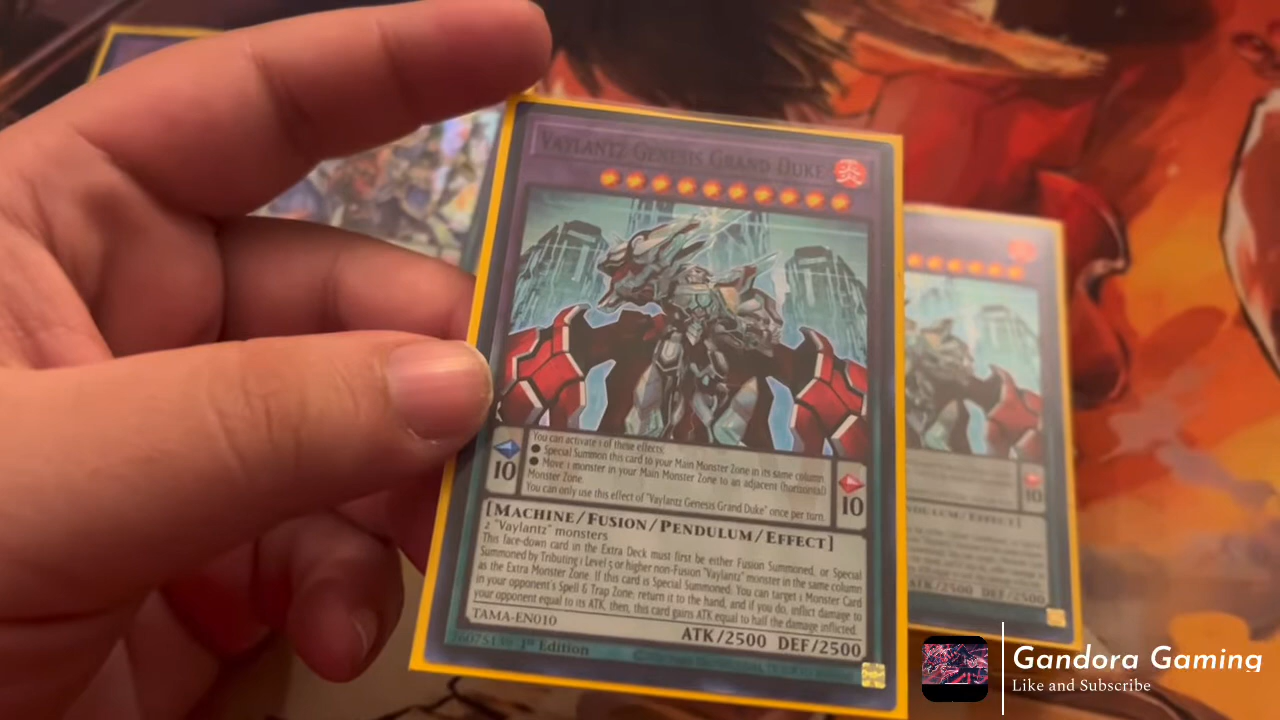 VAYLANTZ GENESIS GRAND DUKE
You can activate 1 of these effects;
● Special Summon this card to your Main Monster Zone in its same column.
● Move 1 monster in your Main Monster Zone to an adjacent (horizontal)
Monster Zone.
You can only use this effect of "Vaylantz Genesis Grand Duke" once per turn.
10
10
[MACHINE/FUSION/PENDULUM/EFFECT]
2 "Vaylantz" monsters
This face-down card in the Extra Deck must first be either Fusion Summoned, or Special
Summoned by Tributing 1 Level 5 or higher non-Fusion "Vaylantz" monster in the same column
as the Extra Monster Zone. If this card is Special Summoned: You can target 1 Monster Card
in your opponent's Spell & Trap Zone; return it to the hand, and if you do, inflict damage to
your opponent equal to its ATK, then, this card gains ATK equal to half the damage inflicted.
TAMA-EN010
ATK/2500 DEF/2500
1st Edition
10
ATK/2500 DEF/2500
Gandora Gaming
Like and Subscribe